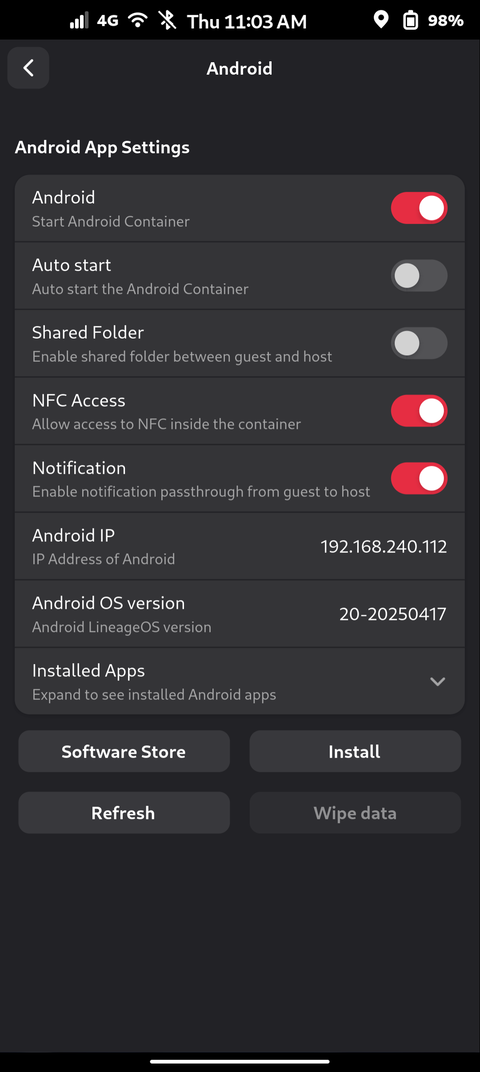 4G Thu 11:03 AM 98%
Android
Android App Settings
Android
Start Android Container
Auto start
Auto start the Android Container
Shared Folder
Enable shared folder between guest and host
NFC Access
Allow access to NFC inside the container
Notification
Enable notification passthrough from guest to host
Android IP
IP Address of Android
192.168.240.112
Android OS version
Android LineageOS version
20-20250417
Installed Apps
Expand to see installed Android apps
Software Store
Install
Refresh
Wipe data